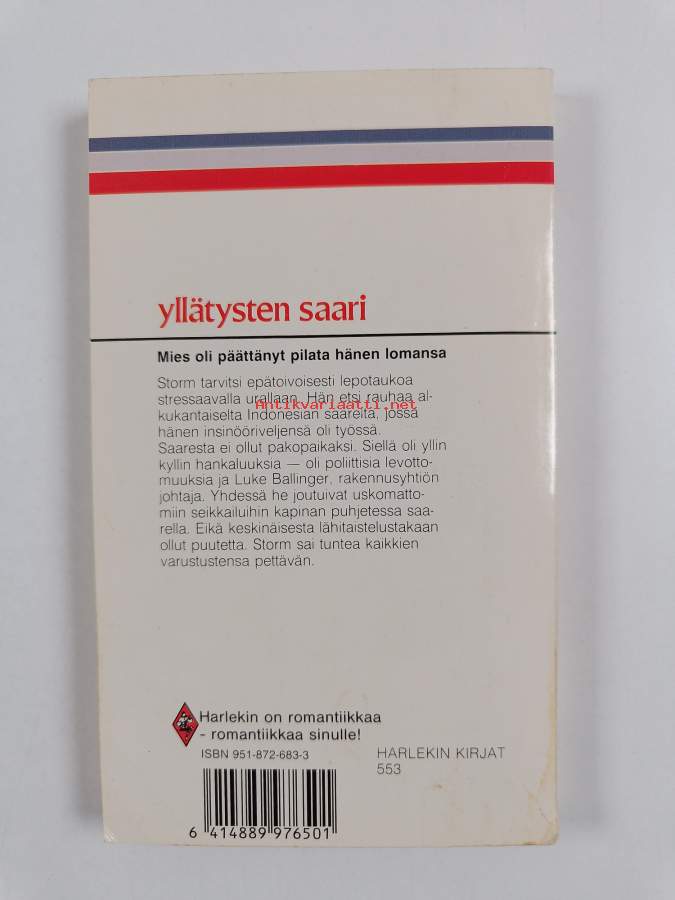 yllätysten saari
Mies oli päättänyt pilata hänen lomansa
Storm tarvitsi epätoivoisesti lepotaukoa
stressaavalla urallaan. Hän etsi rauhaa al-
Antikvariaatti.net
kukantaiselta Indonesian saarelta, jossa
hänen insinööriveljensä oli työssä.
Saaresta ei ollut pakopaikaksi. Siellä oli yllin
kyllin hankaluuksia — oli poliittisia levotto-
muuksia ja Luke Ballinger, rakennusyhtiön
johtaja. Yhdessä he joutuivat uskomatto-
miin seikkailuihin kapinan puhjetessa saa-
rella. Eikä keskinäisestä lähitaistelustakaan
ollut puutetta. Storm sai tuntea kaikkien
varustustensa pettävän.
Harlekin on romantiikkaa
- romantiikkaa sinulle!
ISBN 951-872-683-3
HARLEKIN KIRJAT
553
6 414889 976501